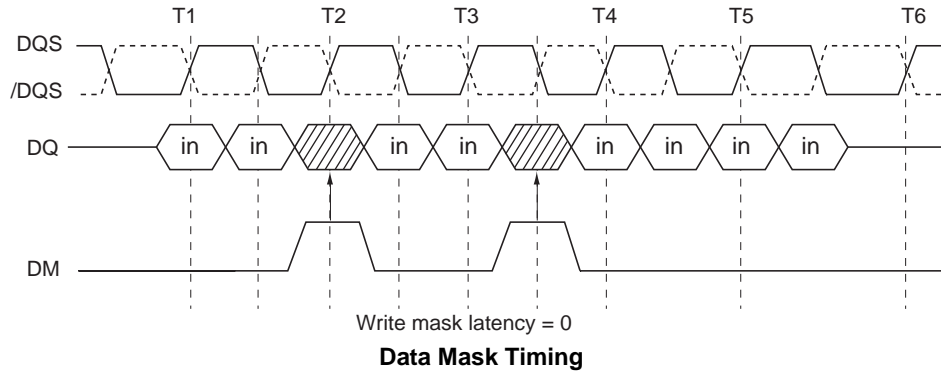 T1 T2 T3 T4 T5 T6
DQS
/DQS
DQ in in in in in in in in
DM
Write mask latency = 0
Data Mask Timing